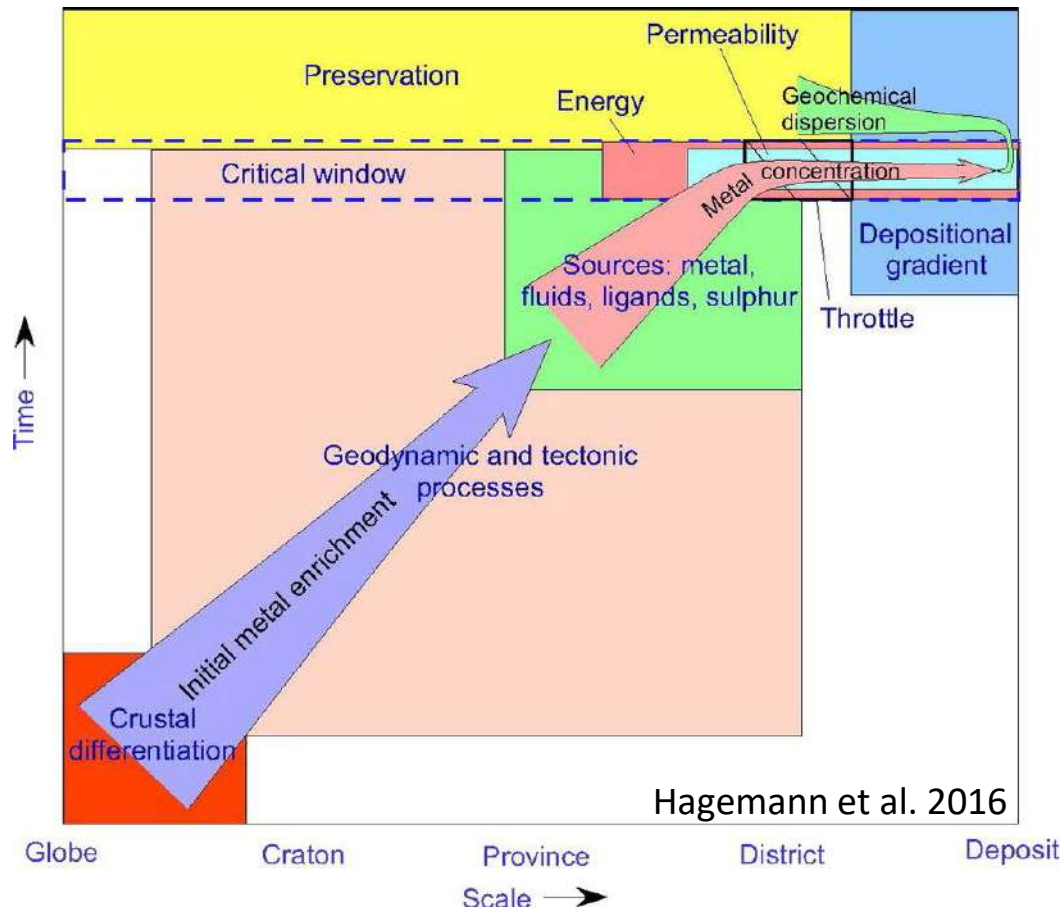 Preservation
Permeability
Energy
Geochemical
dispersion
Critical window
Metal
concentration
Sources: metal,
fluids, ligands, sulphur
Depositional
gradient
Throttle
Time
Geodynamic and tectonic
processes
Initial metal enrichment
Crustal
differentiation
Hagemann et al. 2016
Globe
Craton
Province
District
Deposit
Scale